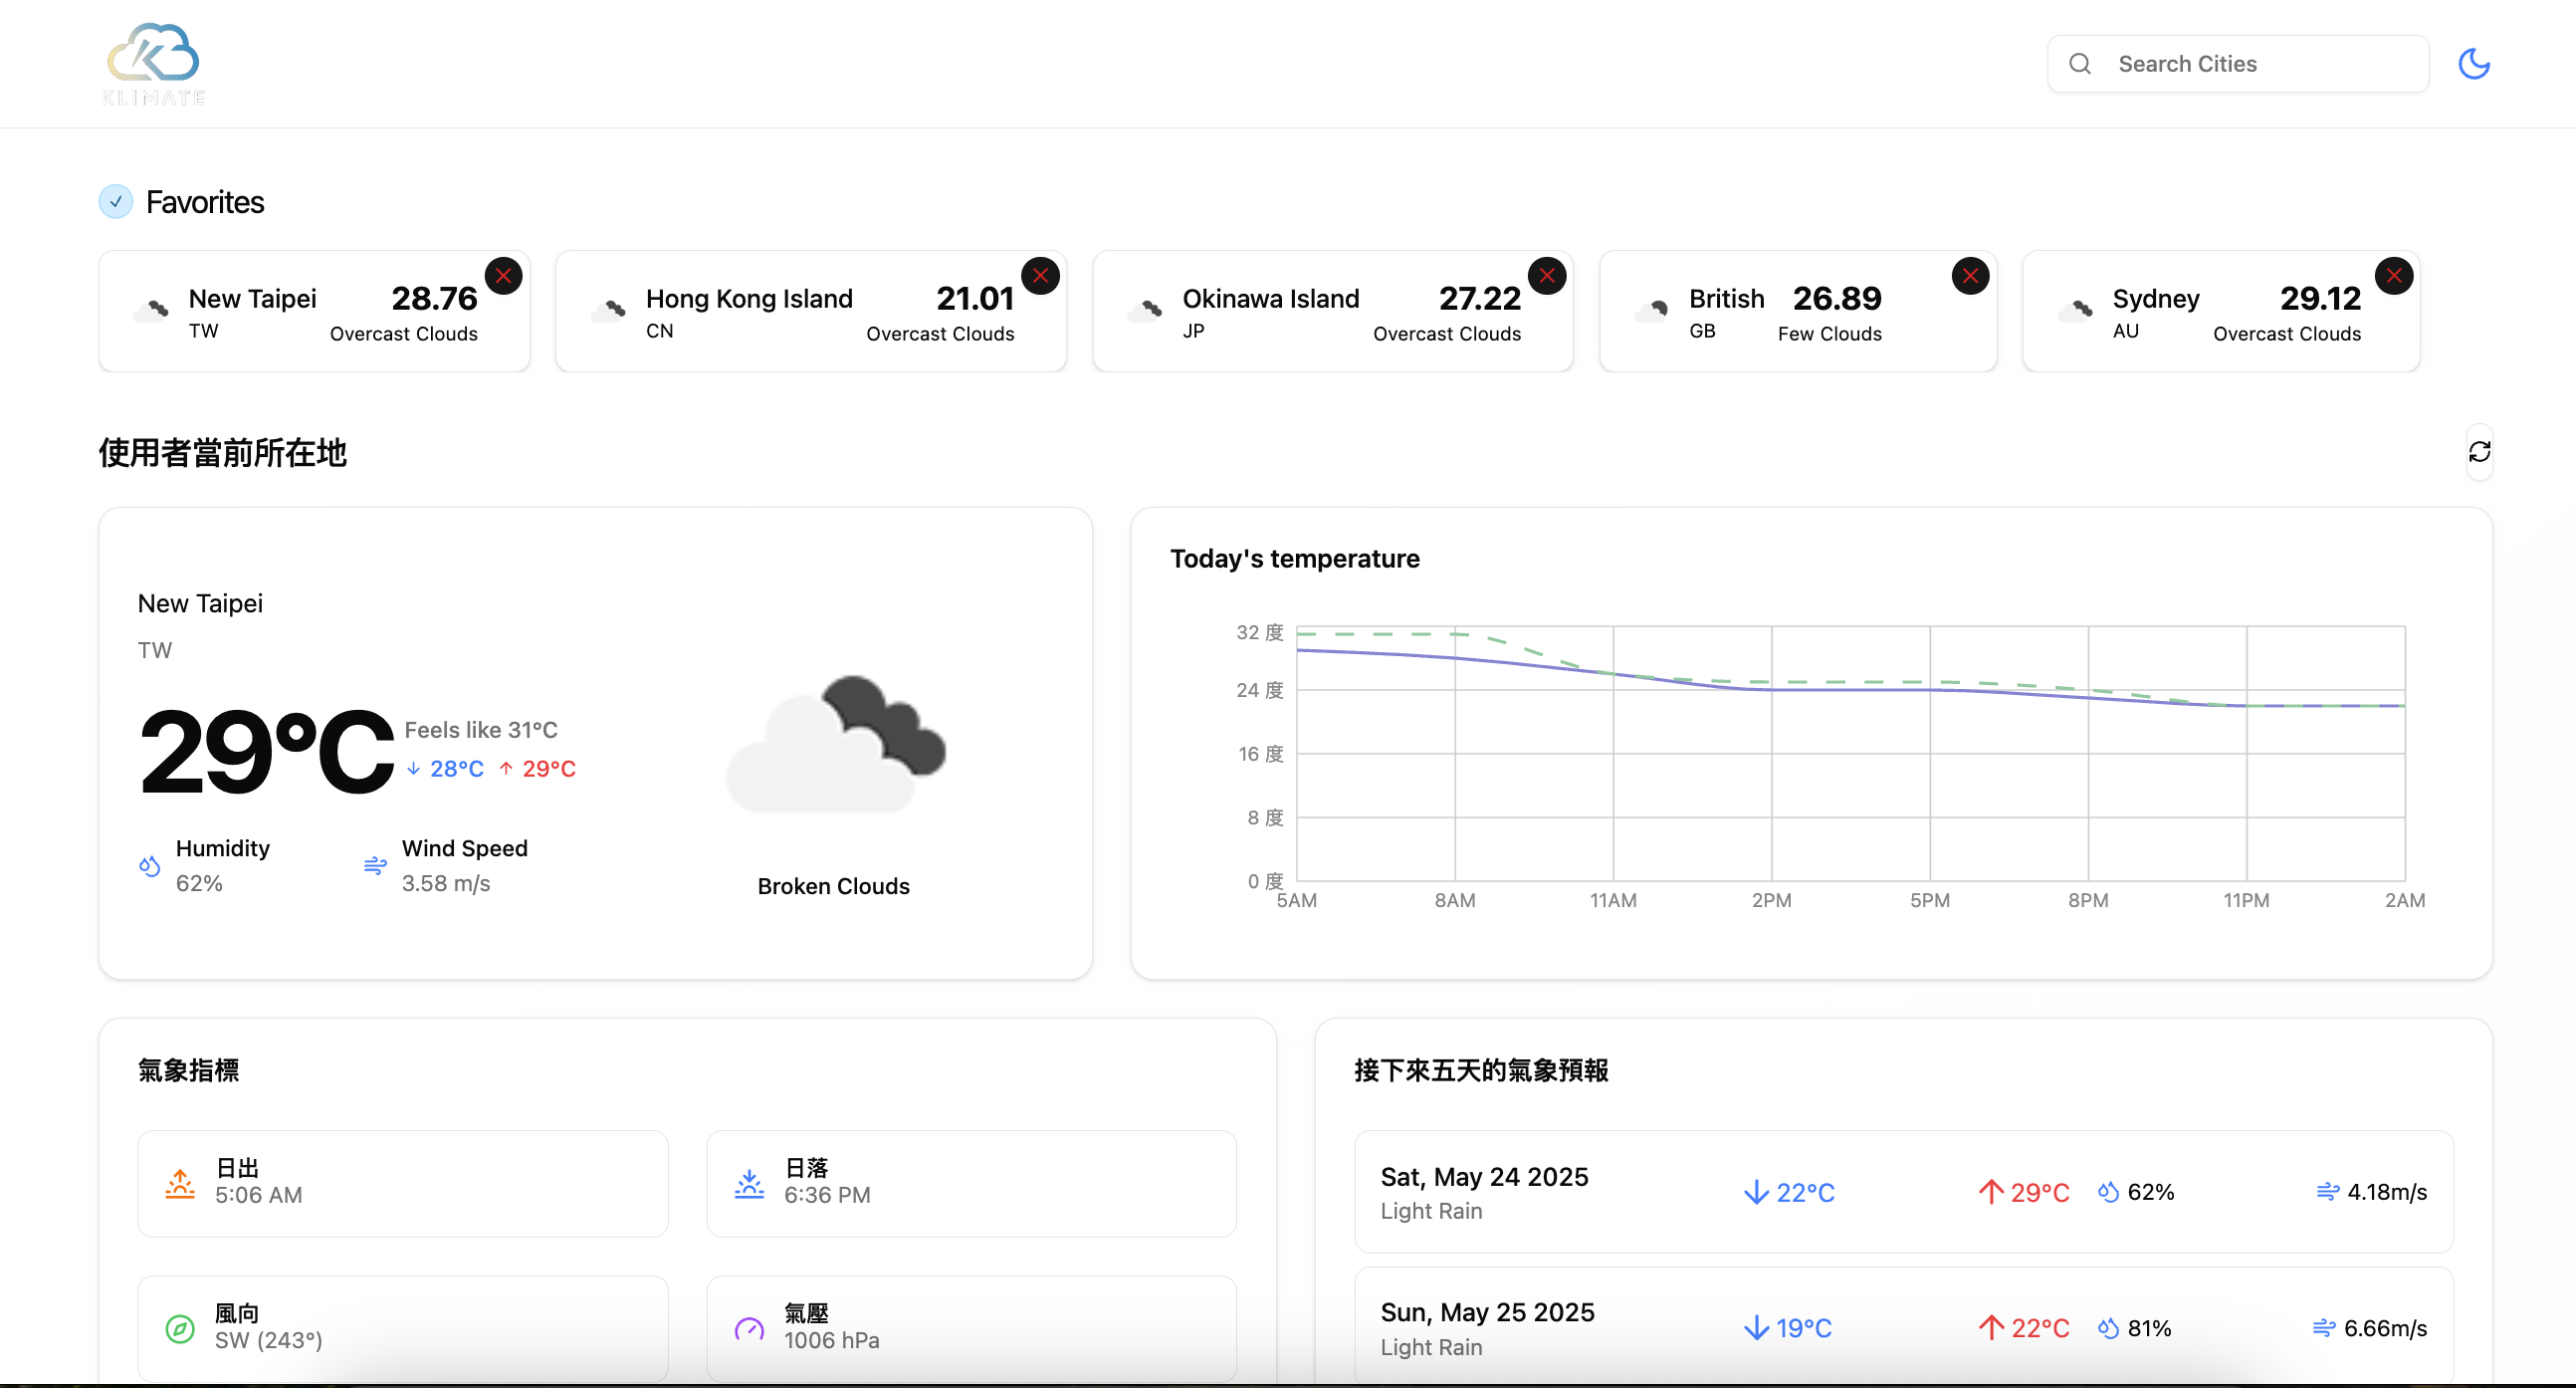 KLIMATE
Search Cities
Favorites
New Taipei
TW
28.76
Overcast Clouds
Hong Kong Island
CN
21.01
Overcast Clouds
Okinawa Island
JP
27.22
Overcast Clouds
British
GB
26.89
Few Clouds
Sydney
AU
29.12
Overcast Clouds
使用者當前所在地
New Taipei
TW
29°C
Feels like 31°C
28°C 29°C
Humidity
62%
Wind Speed
3.58 m/s
Broken Clouds
Today's temperature
32 度
24 度
16 度
8 度
0 度
5AM 8AM 11AM 2PM 5PM 8PM 11PM 2AM
氣象指標
日出
5:06 AM
日落
6:36 PM
風向
SW (243°)
氣壓
1006 hPa
接下來五天的氣象預報
Sat, May 24 2025
Light Rain
22°C 29°C 62% 4.18m/s
Sun, May 25 2025
Light Rain
19°C 22°C 81% 6.66m/s